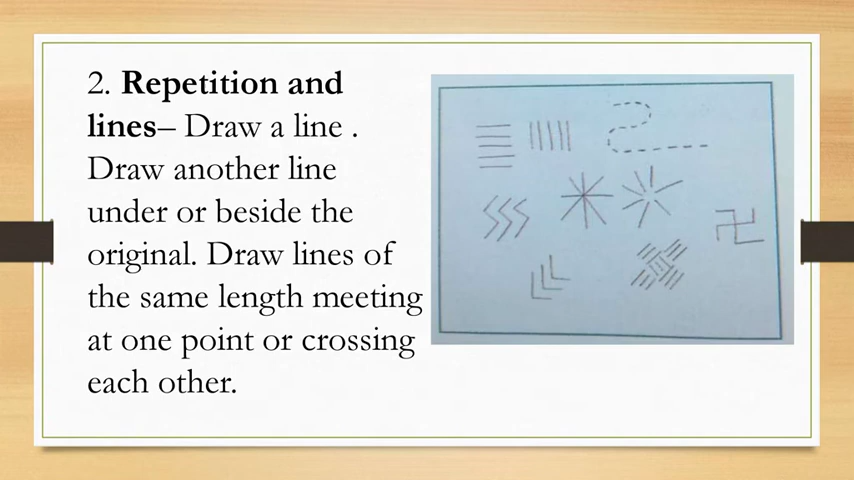 2. Repetition and
lines– Draw a line .
Draw another line
under or beside the
original. Draw lines of
the same length meeting
at one point or crossing
each other.